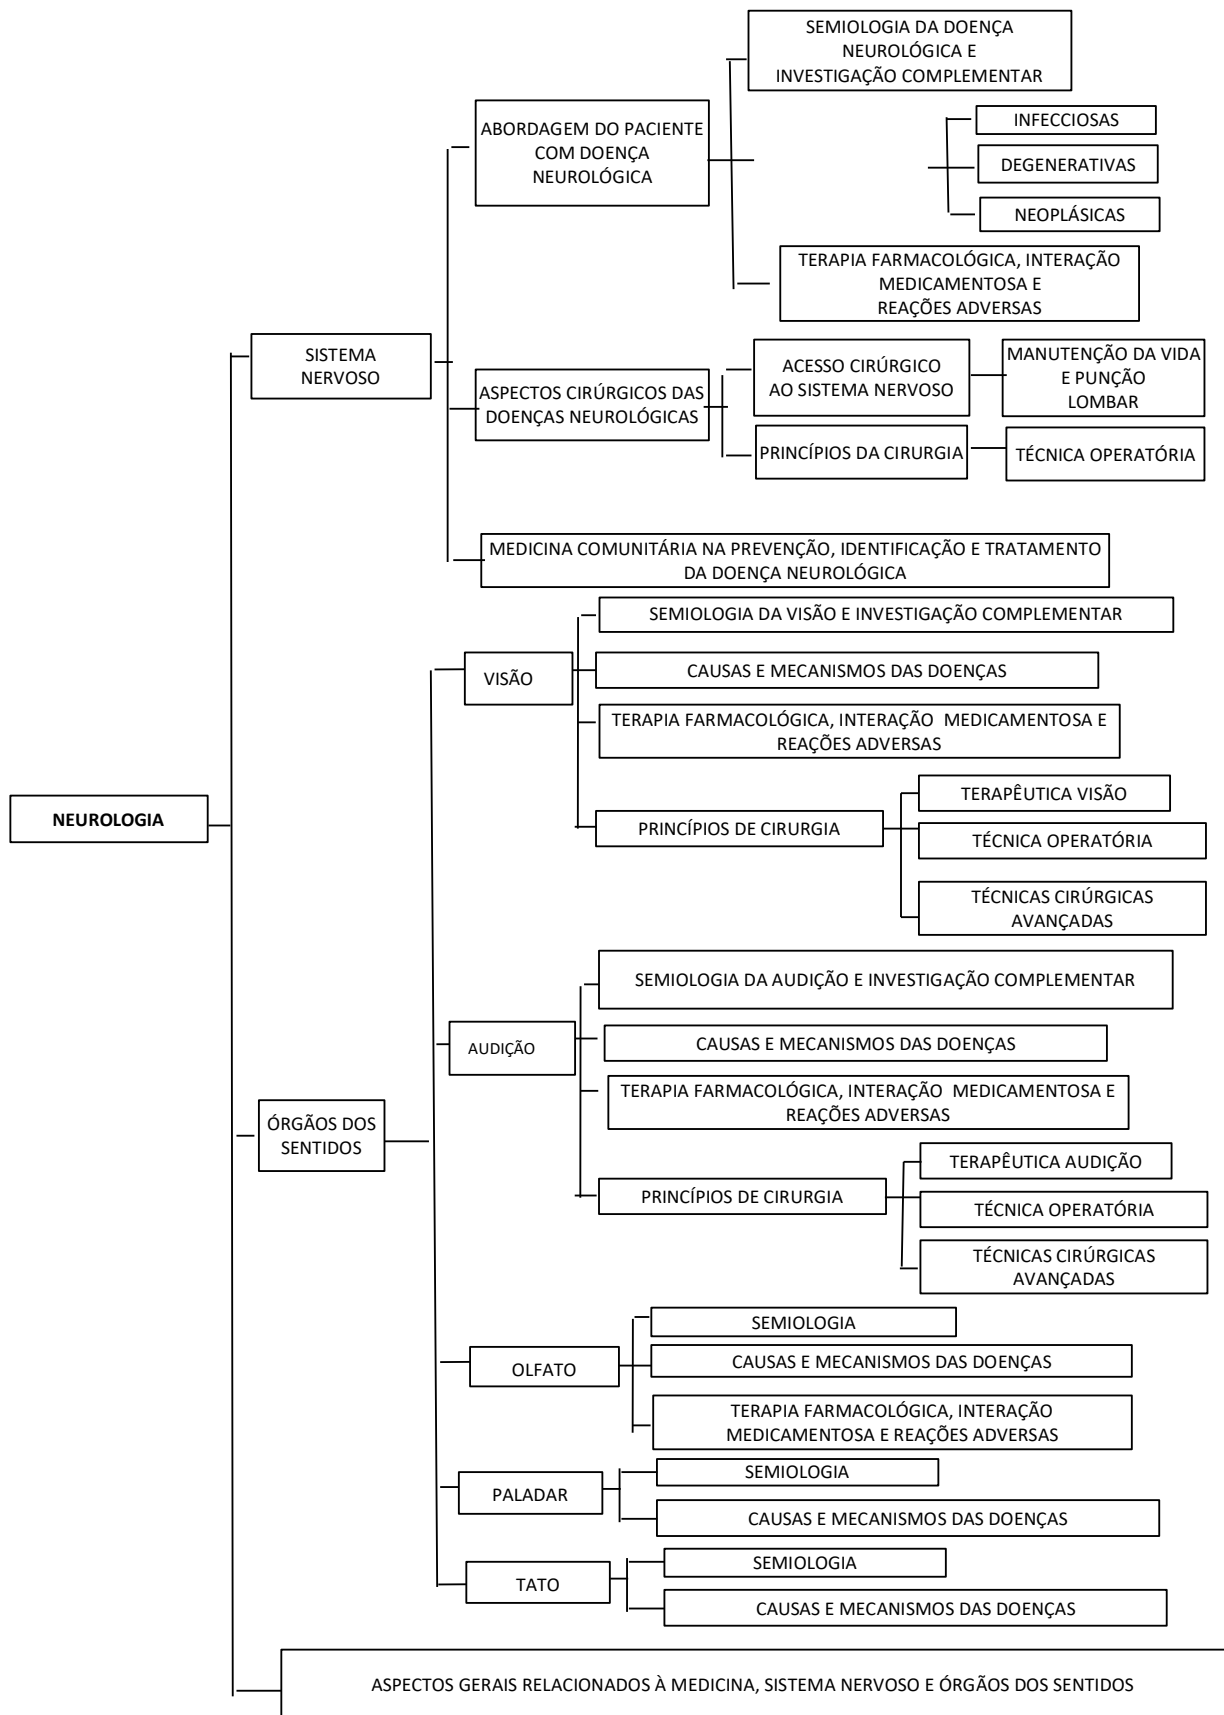 SEMIOLOGIA DA DOENÇA
NEUROLÓGICA E
INVESTIGAÇÃO COMPLEMENTAR
ABORDAGEM DO PACIENTE
COM DOENÇA
NEUROLÓGICA
INFECCIOSAS
DEGENERATIVAS
NEOPLÁSICAS
TERAPIA FARMACOLÓGICA, INTERAÇÃO
MEDICAMENTOSA E
REAÇÕES ADVERSAS
SISTEMA
NERVOSO
ASPECTOS CIRÚRGICOS DAS
DOENÇAS NEUROLÓGICAS
ACESSO CIRÚRGICO
AO SISTEMA NERVOSO
MANUTENÇÃO DA VIDA
E PUNÇÃO
LOMBAR
PRINCÍPIOS DA CIRURGIA
TÉCNICA OPERATÓRIA
MEDICINA COMUNITÁRIA NA PREVENÇÃO, IDENTIFICAÇÃO E TRATAMENTO
DA DOENÇA NEUROLÓGICA
SEMIOLOGIA DA VISÃO E INVESTIGAÇÃO COMPLEMENTAR
VISÃO
CAUSAS E MECANISMOS DAS DOENÇAS
TERAPIA FARMACOLÓGICA, INTERAÇÃO MEDICAMENTOSA E
REAÇÕES ADVERSAS
NEUROLOGIA
PRINCÍPIOS DE CIRURGIA
TERAPÊUTICA VISÃO
TÉCNICA OPERATÓRIA
TÉCNICAS CIRÚRGICAS
AVANÇADAS
SEMIOLOGIA DA AUDIÇÃO E INVESTIGAÇÃO COMPLEMENTAR
AUDIÇÃO
CAUSAS E MECANISMOS DAS DOENÇAS
TERAPIA FARMACOLÓGICA, INTERAÇÃO MEDICAMENTOSA E
REAÇÕES ADVERSAS
ÓRGÃOS DOS
SENTIDOS
PRINCÍPIOS DE CIRURGIA
TERAPÊUTICA AUDIÇÃO
TÉCNICA OPERATÓRIA
TÉCNICAS CIRÚRGICAS
AVANÇADAS
SEMIOLOGIA
OLFATO
CAUSAS E MECANISMOS DAS DOENÇAS
TERAPIA FARMACOLÓGICA, INTERAÇÃO
MEDICAMENTOSA E REAÇÕES ADVERSAS
SEMIOLOGIA
PALADAR
CAUSAS E MECANISMOS DAS DOENÇAS
SEMIOLOGIA
TATO
CAUSAS E MECANISMOS DAS DOENÇAS
ASPECTOS GERAIS RELACIONADOS À MEDICINA, SISTEMA NERVOSO E ÓRGÃOS DOS SENTIDOS